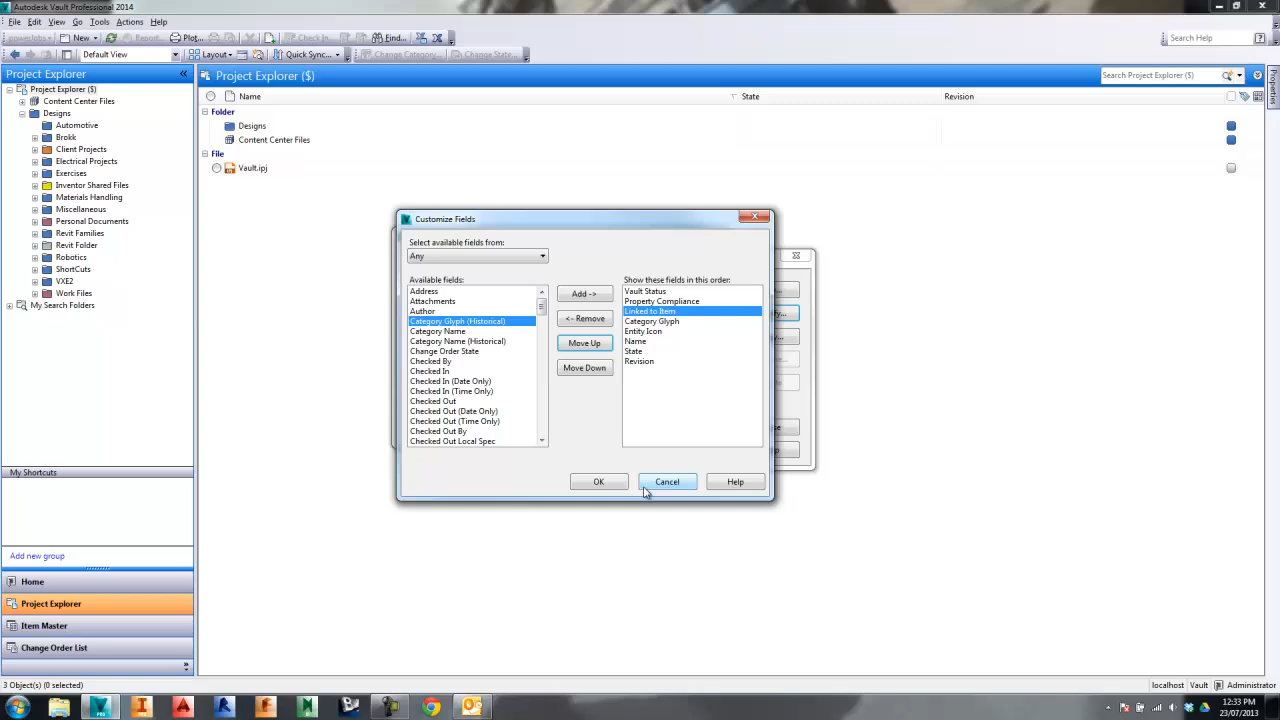 Autodesk Vault Professional 2014
File Edit View Go Tools Actions Help
powerJobs New Report... Plot... Find...
Search Help
Default View Layout Quick Sync... Change Category... Change State...
Project Explorer
Project Explorer ($)
Content Center Files
Designs
Automotive
Brokk
Client Projects
Electrical Projects
Exercises
Inventor Shared Files
Materials Handling
Miscellaneous
Personal Documents
Revit Families
Revit Folder
Robotics
ShortCuts
VXE2
Work Files
My Search Folders
My Shortcuts
Add new group
Home
Project Explorer
Item Master
Change Order List
Project Explorer ($)
Search Project Explorer ($)
Properties
Name State Revision
Folder
Designs
Content Center Files
File
Vault.ipj
Customize Fields
Select available fields from:
Any
Available fields:
Address
Attachments
Author
Category Glyph (Historical)
Category Name
Category Name (Historical)
Change Order State
Checked By
Checked In
Checked In (Date Only)
Checked In (Time Only)
Checked Out
Checked Out (Date Only)
Checked Out (Time Only)
Checked Out By
Checked Out Local Spec
Add ->
<- Remove
Move Up
Move Down
Show these fields in this order:
Vault Status
Property Compliance
Linked to Item
Category Glyph
Entity Icon
Name
State
Revision
OK Cancel Help
3 Object(s) (0 selected)
localhost Vault Administrator
12:33 PM
23/07/2013